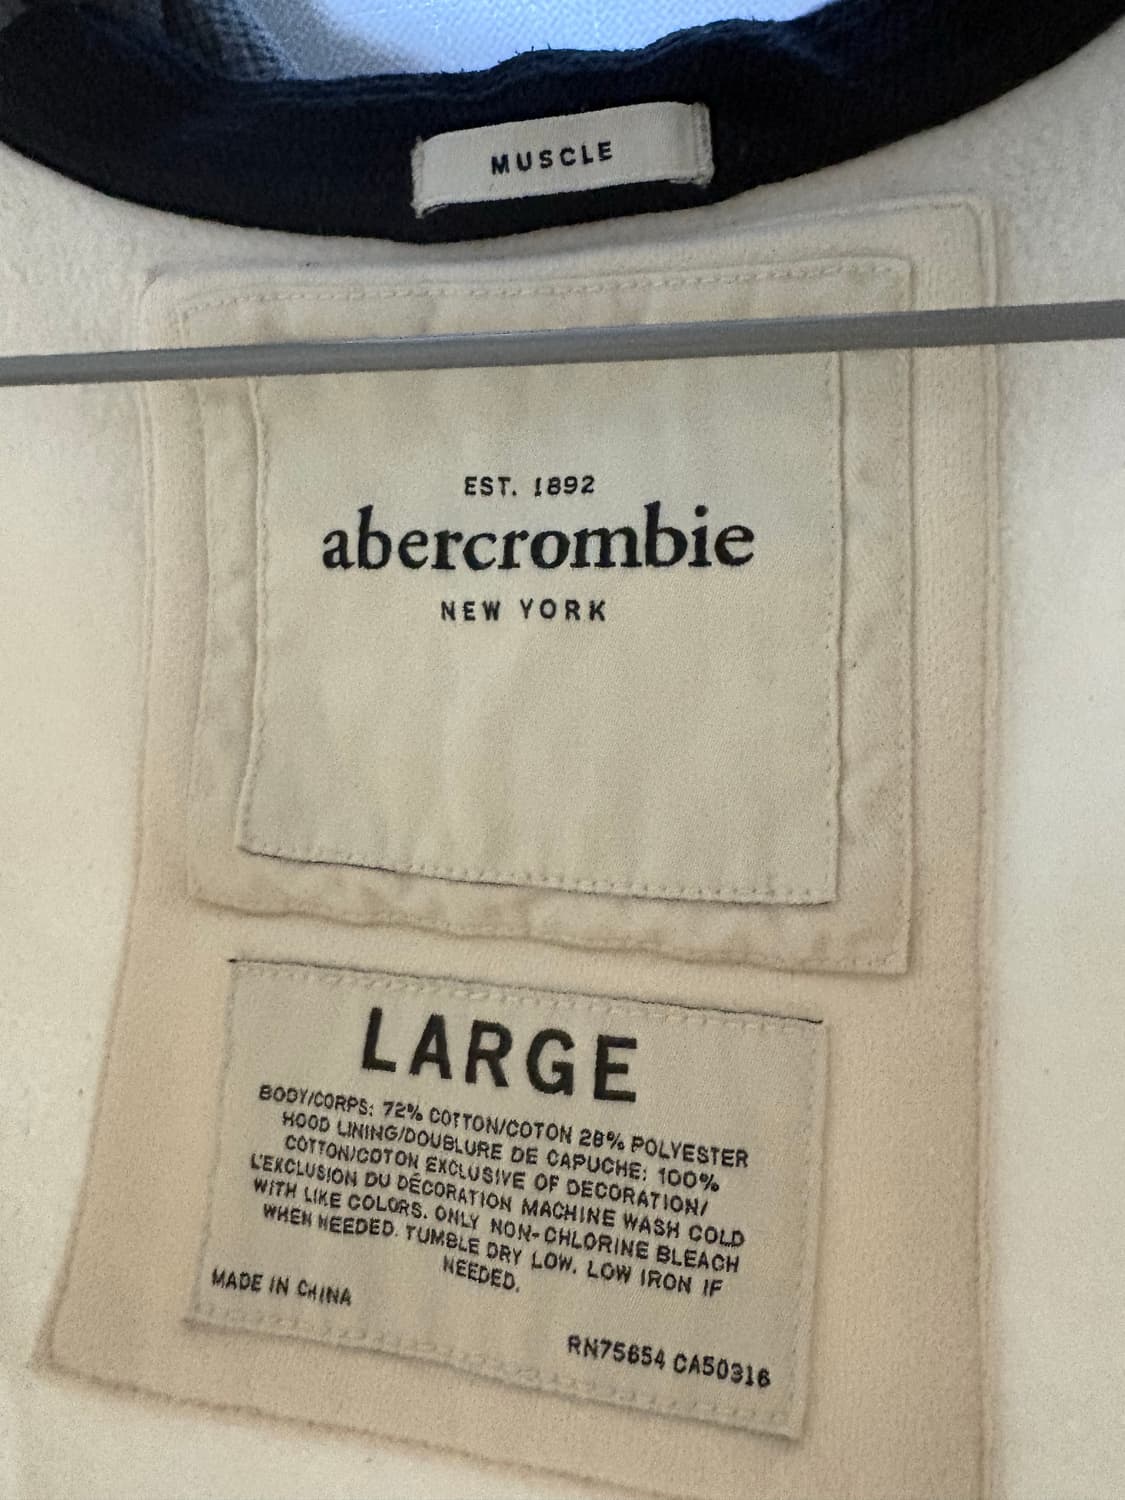 MUSCLE
EST. 1892
abercrombie
NEW YORK
LARGE
BODY/CORPS: 72% COTTON/COTON 28% POLYESTER
HOOD LINING/DOUBLURE DE CAPUCHE: 100%
COTTON/COTON EXCLUSIVE OF DECORATION/
L'EXCLUSION DU DÉCORATION MACHINE WASH COLD
WITH LIKE COLORS. ONLY NON-CHLORINE BLEACH
WHEN NEEDED. TUMBLE DRY LOW. LOW IRON IF
NEEDED.
MADE IN CHINA
RN75654 CA50316